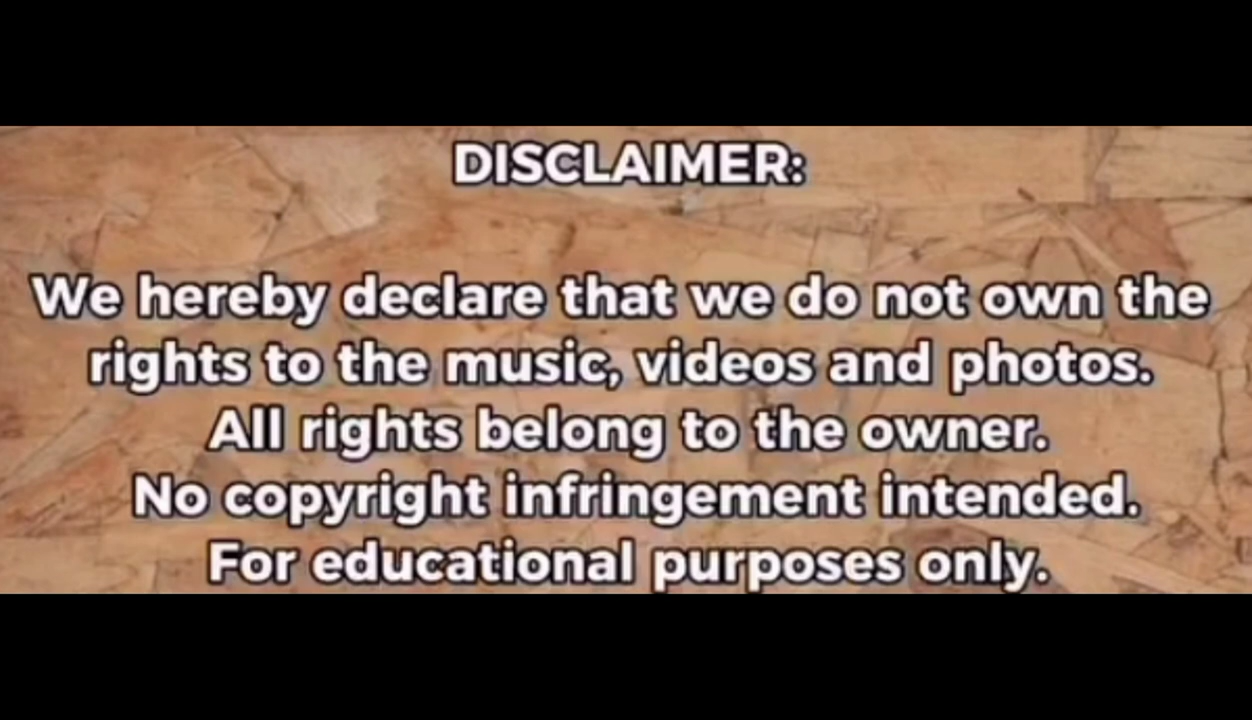 DISCLAIMER:
We hereby declare that we do not own the
rights to the music, videos and photos.
All rights belong to the owner.
No copyright infringement intended.
For educational purposes only.